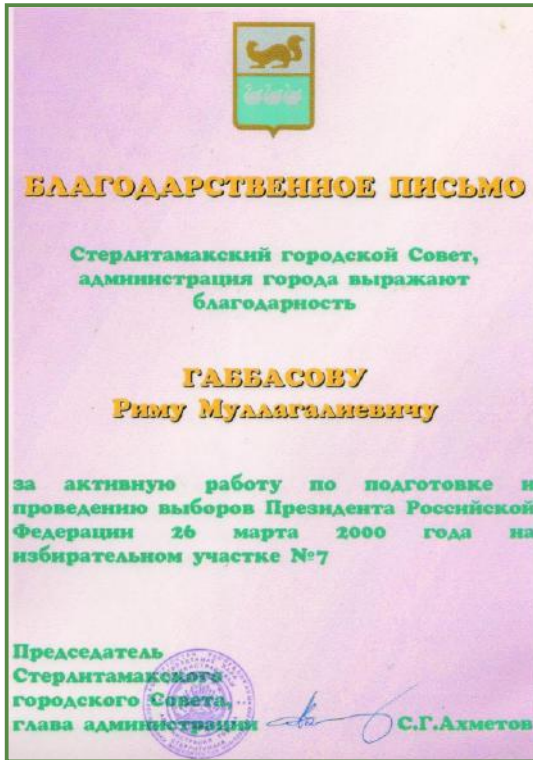 БЛАГОДАРСТВЕННОЕ ПИСЬМО
Стерлитамакский городской Совет,
администрация города выражают
благодарность
ГАББАСОВУ
Риму Муллагалиевичу
за активную работу по подготовке и
проведению выборов Президента Российской
Федерации 26 марта 2000 года на
избирательном участке №7
Председатель
Стерлитамакского
городского Совета,
глава администрации С.Г.Ахметов